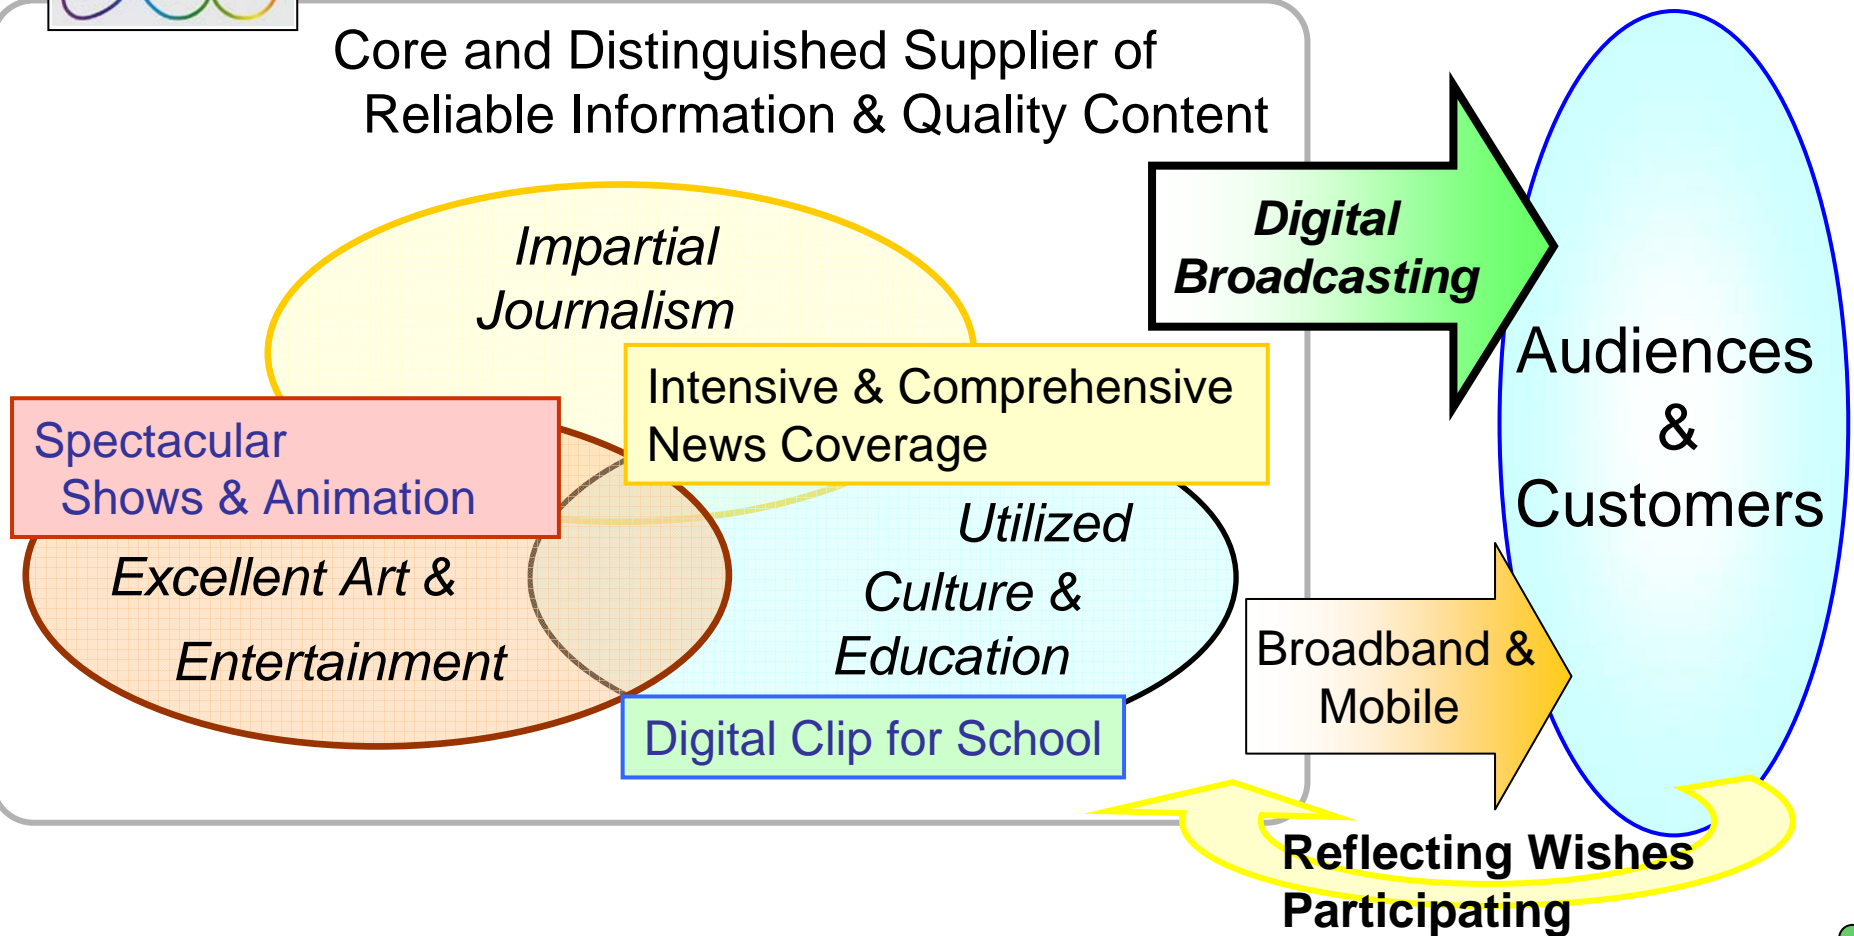 Core and Distinguished Supplier of
Reliable Information & Quality Content
Impartial
Journalism
Intensive & Comprehensive
News Coverage
Spectacular
Shows & Animation
Excellent Art &
Entertainment
Utilized
Culture &
Education
Digital Clip for School
Digital
Broadcasting
Audiences
&
Customers
Broadband &
Mobile
Reflecting Wishes
Participating